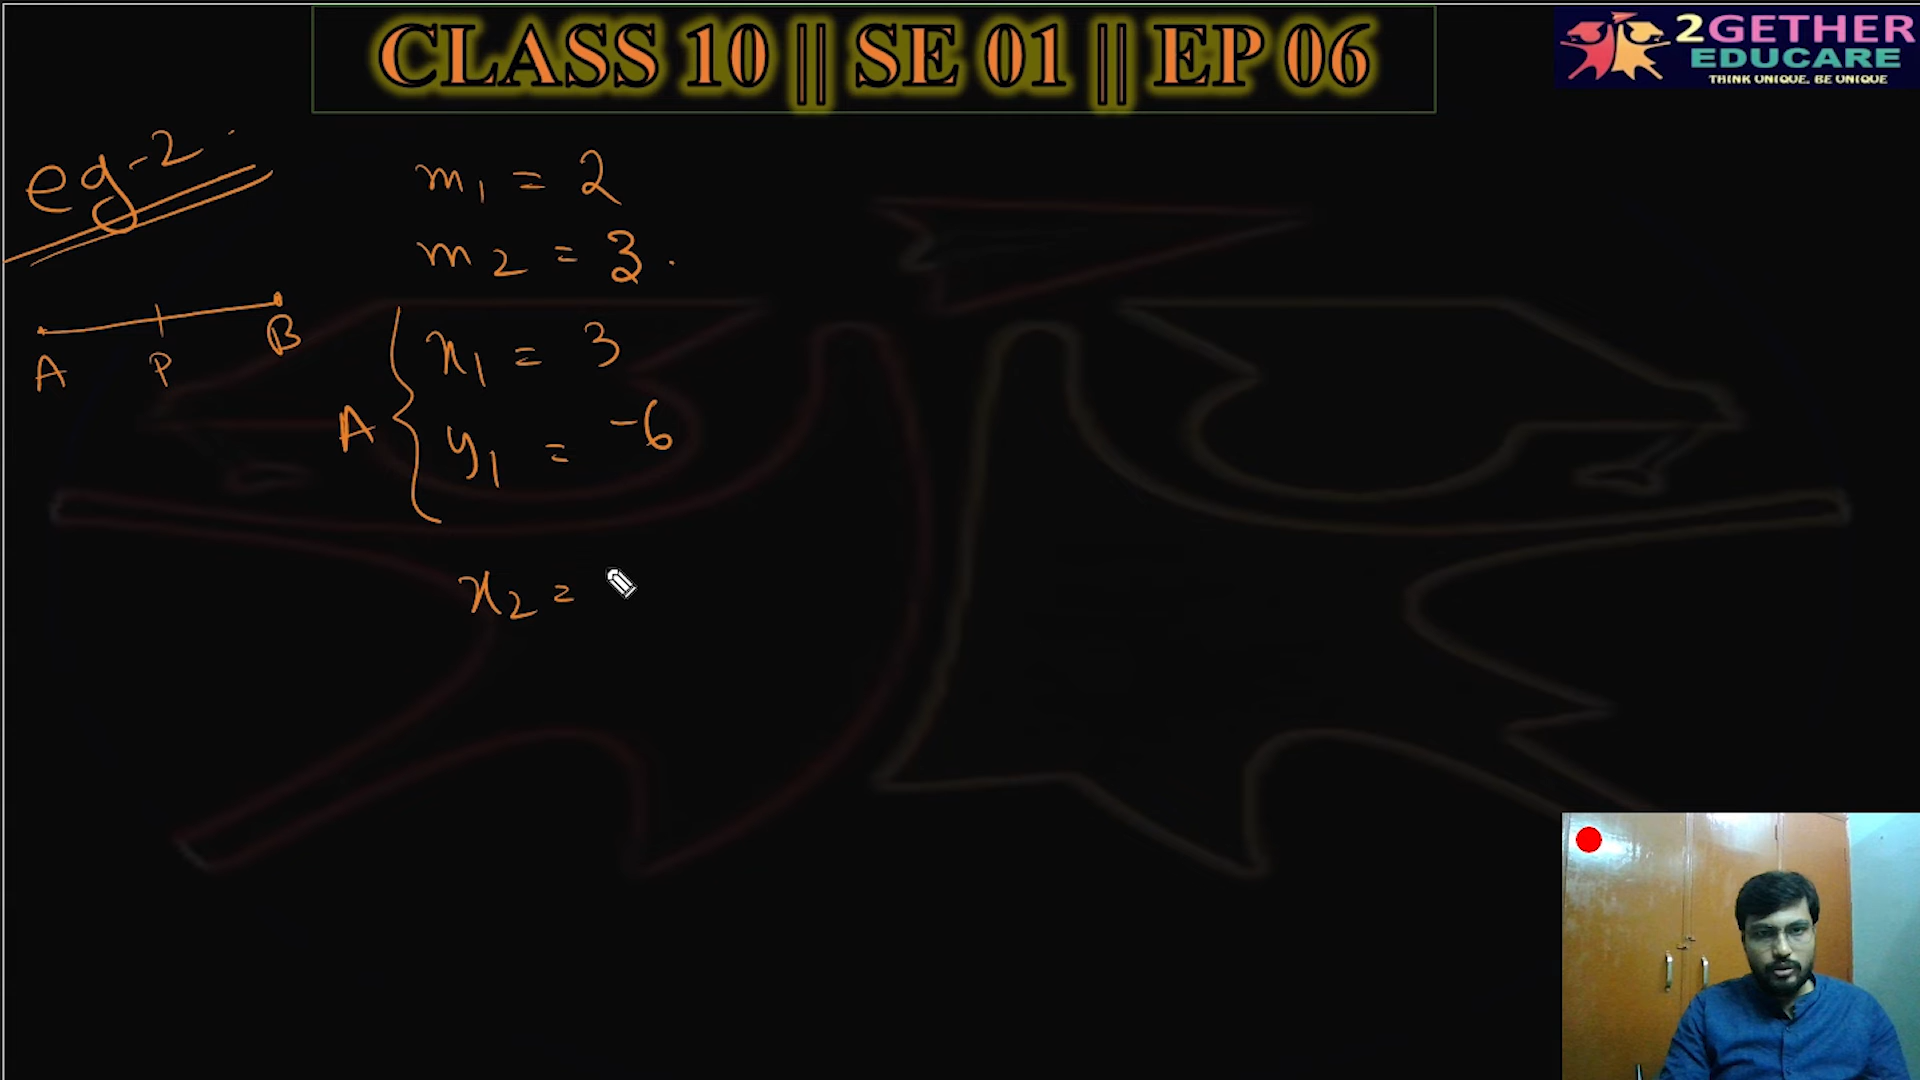 CLASS 10 || SE 01 || EP 06
2GETHER
EDUCARE
THINK UNIQUE, BE UNIQUE
eg-2.
m1 = 2
m2 = 3.
A P B
A { x1 = 3
y1 = -6
x2 =